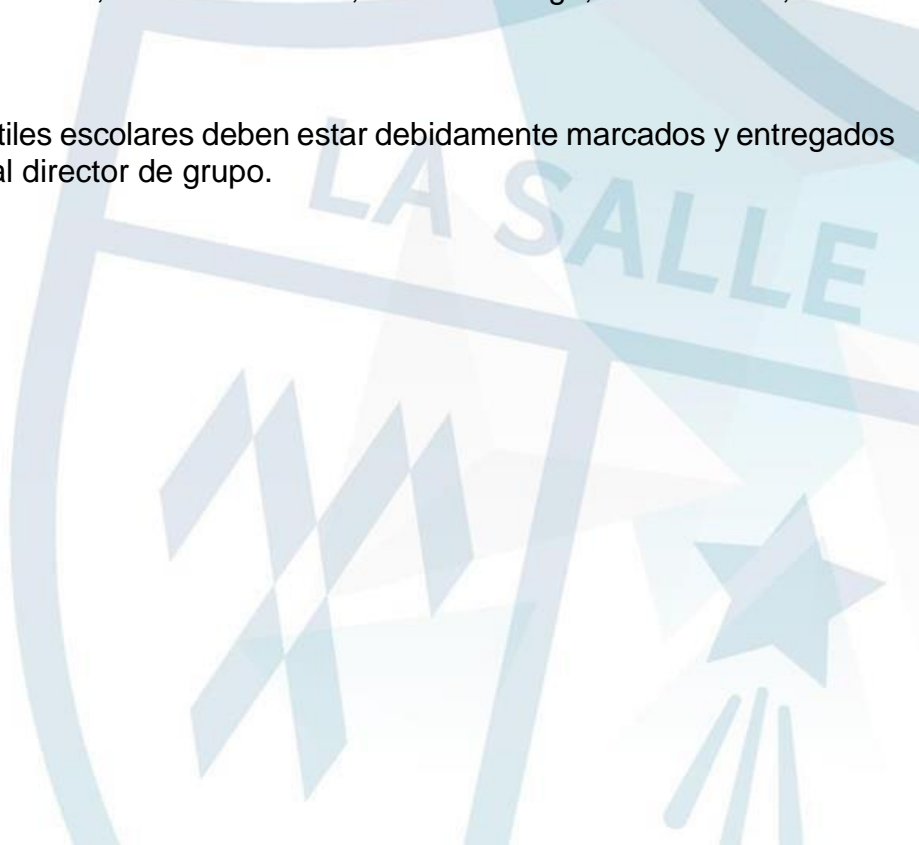 tiles escolares deben estar debidamente marcados y entregados
al director de grupo.
LA SALLE